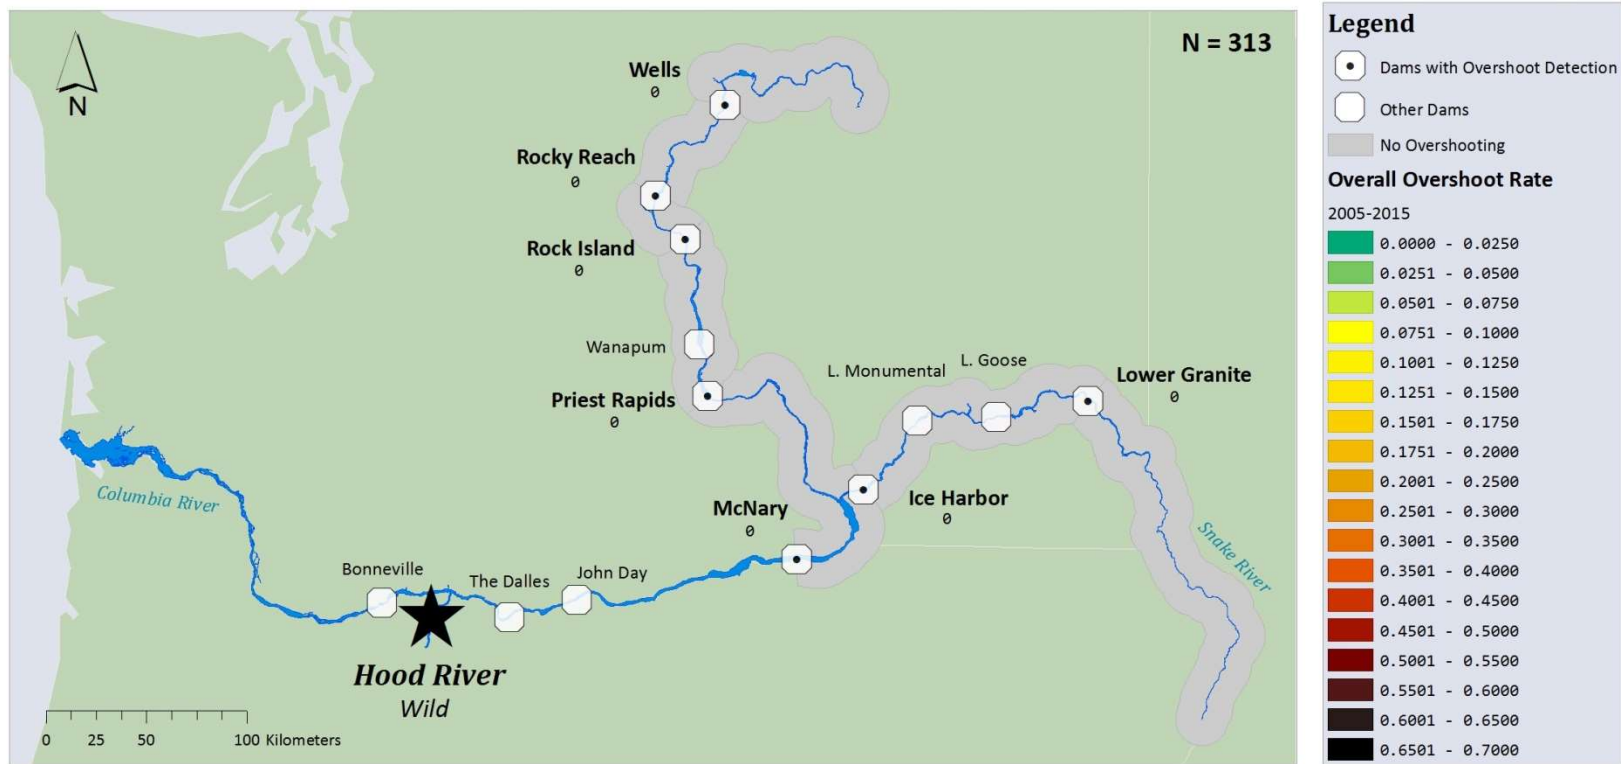 N = 313
N
Wells
0
Rocky Reach
0
Rock Island
0
Wanapum
Priest Rapids
0
L. Monumental
L. Goose
Lower Granite
0
Ice Harbor
0
McNary
0
Columbia River
Snake River
Bonneville
The Dalles
John Day
Hood River
Wild
0 25 50 100 Kilometers
Legend
Dams with Overshoot Detection
Other Dams
No Overshooting
Overall Overshoot Rate
2005-2015
0.0000 - 0.0250
0.0251 - 0.0500
0.0501 - 0.0750
0.0751 - 0.1000
0.1001 - 0.1250
0.1251 - 0.1500
0.1501 - 0.1750
0.1751 - 0.2000
0.2001 - 0.2500
0.2501 - 0.3000
0.3001 - 0.3500
0.3501 - 0.4000
0.4001 - 0.4500
0.4501 - 0.5000
0.5001 - 0.5500
0.5501 - 0.6000
0.6001 - 0.6500
0.6501 - 0.7000